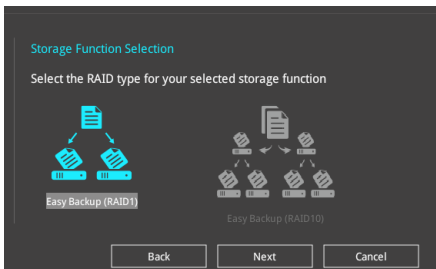 Storage Function Selection
Select the RAID type for your selected storage function
Easy Backup (RAID1)
Easy Backup (RAID10)
Back
Next
Cancel